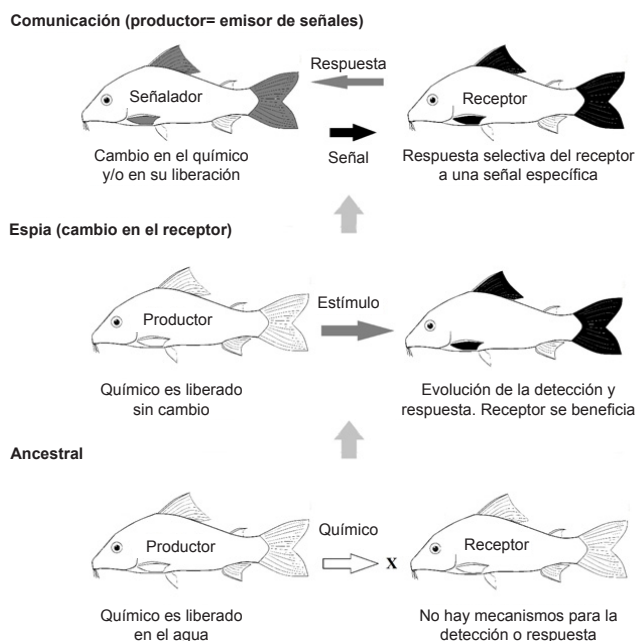 Comunicación (productor= emisor de señales)
Respuesta
Señalador
Receptor
Señal
Cambio en el químico
y/o en su liberación
Respuesta selectiva del receptor
a una señal específica
Espia (cambio en el receptor)
Estímulo
Productor
Químico es liberado
sin cambio
Evolución de la detección y
respuesta. Receptor se beneficia
Ancestral
Químico
Productor
X
Receptor
Químico es liberado
en el agua
No hay mecanismos para la
detección o respuesta